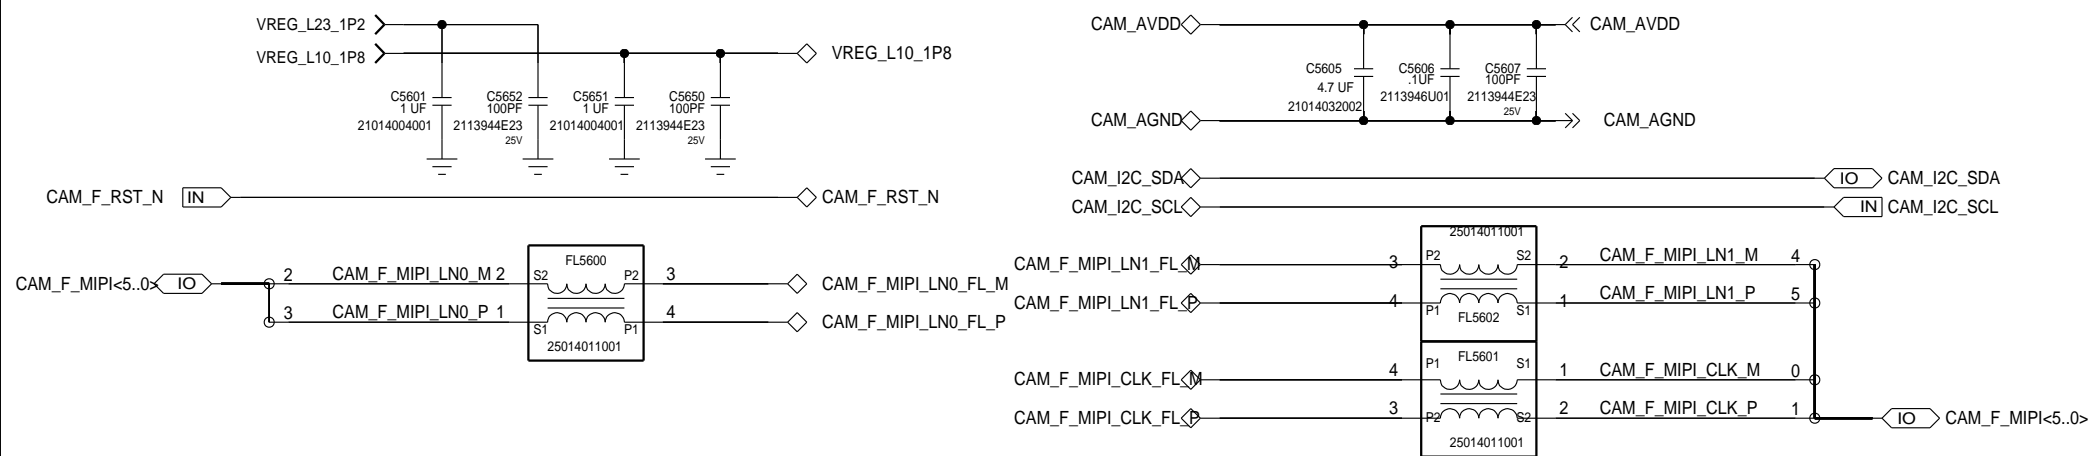 VREG_L23_1P2
VREG_L10_1P8
VREG_L10_1P8
C5601
1 UF
21014004001
C5652
100PF
2113944E23
25V
C5651
1 UF
21014004001
C5650
100PF
2113944E23
25V
CAM_F_RST_N
IN
CAM_F_RST_N
CAM_F_MIPI<5..0>
IO
2
CAM_F_MIPI_LN0_M
2
3
CAM_F_MIPI_LN0_P
1
FL5600
S2
P2
S1
P1
25014011001
3
CAM_F_MIPI_LN0_FL_M
4
CAM_F_MIPI_LN0_FL_P
CAM_AVDD
CAM_AVDD
C5605
4.7 UF
21014032002
C5606
.1UF
2113946U01
C5607
100PF
2113944E23
25V
CAM_AGND
CAM_AGND
CAM_I2C_SDA
IO
CAM_I2C_SDA
CAM_I2C_SCL
IN
CAM_I2C_SCL
25014011001
CAM_F_MIPI_LN1_FL_M
3
P2
S2
2
CAM_F_MIPI_LN1_M
4
CAM_F_MIPI_LN1_FL_P
4
P1
S1
1
CAM_F_MIPI_LN1_P
5
FL5602
FL5601
CAM_F_MIPI_CLK_FL_M
4
P1
S1
1
CAM_F_MIPI_CLK_M
0
CAM_F_MIPI_CLK_FL_P
3
P2
S2
2
CAM_F_MIPI_CLK_P
1
25014011001
IO
CAM_F_MIPI<5..0>